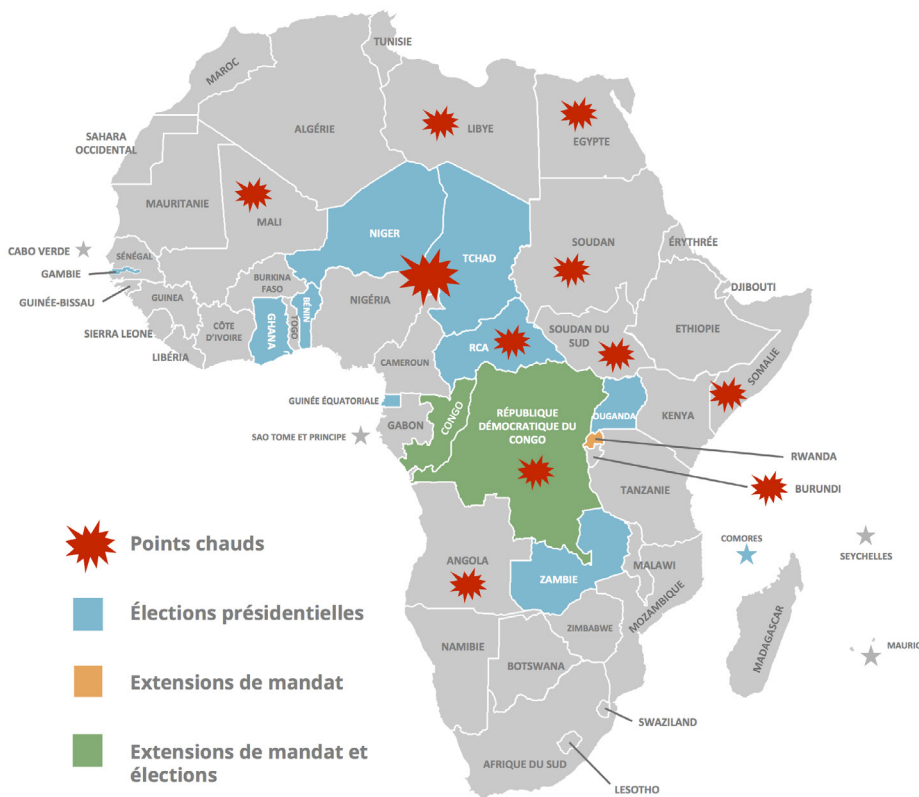 TUNISIE
MAROC
ALGÉRIE
LIBYE
EGYPTE
SAHARA
OCCIDENTAL
MAURITANIE
MALI
NIGER
TCHAD
SOUDAN
ÉRYTHRÉE
CABO VERDE
SÉNÉGAL
GAMBIE
GUINÉE-BISSAU
GUINEA
BURKINA
FASO
BÉNIN
NIGÉRIA
DJIBOUTI
SIERRA LEONE
CÔTE
D'IVOIRE
GHANA
TOGO
LIBÉRIA
SOUDAN DU
SUD
ETHIOPIE
SOMALIE
RCA
CAMEROUN
GUINÉE ÉQUATORIALE
GABON
CONGO
RÉPUBLIQUE
DÉMOCRATIQUE DU
CONGO
OUGANDA
KENYA
SAO TOME ET PRINCIPE
RWANDA
BURUNDI
TANZANIE
Points chauds
COMORES
SEYCHELLES
ANGOLA
ZAMBIE
MALAWI
MOZAMBIQUE
Élections présidentielles
ZIMBABWE
MADAGASCAR
NAMIBIE
BOTSWANA
MAURIC
Extensions de mandat
SWAZILAND
Extensions de mandat et
élections
AFRIQUE DU SUD
LESOTHO